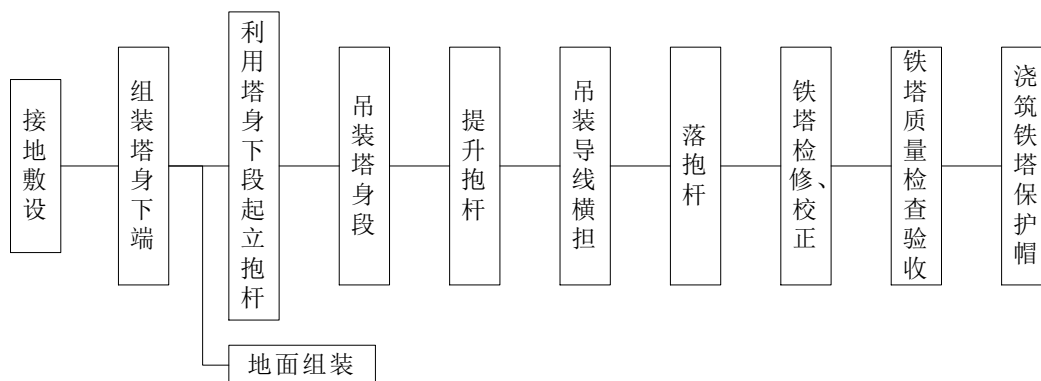 接地敷设
组装塔身下端
利用塔身下段起立抱杆
吊装塔身段
提升抱杆
吊装导线横担
落抱杆
铁塔检修、校正
铁塔质量检查验收
浇筑铁塔保护帽
地面组装